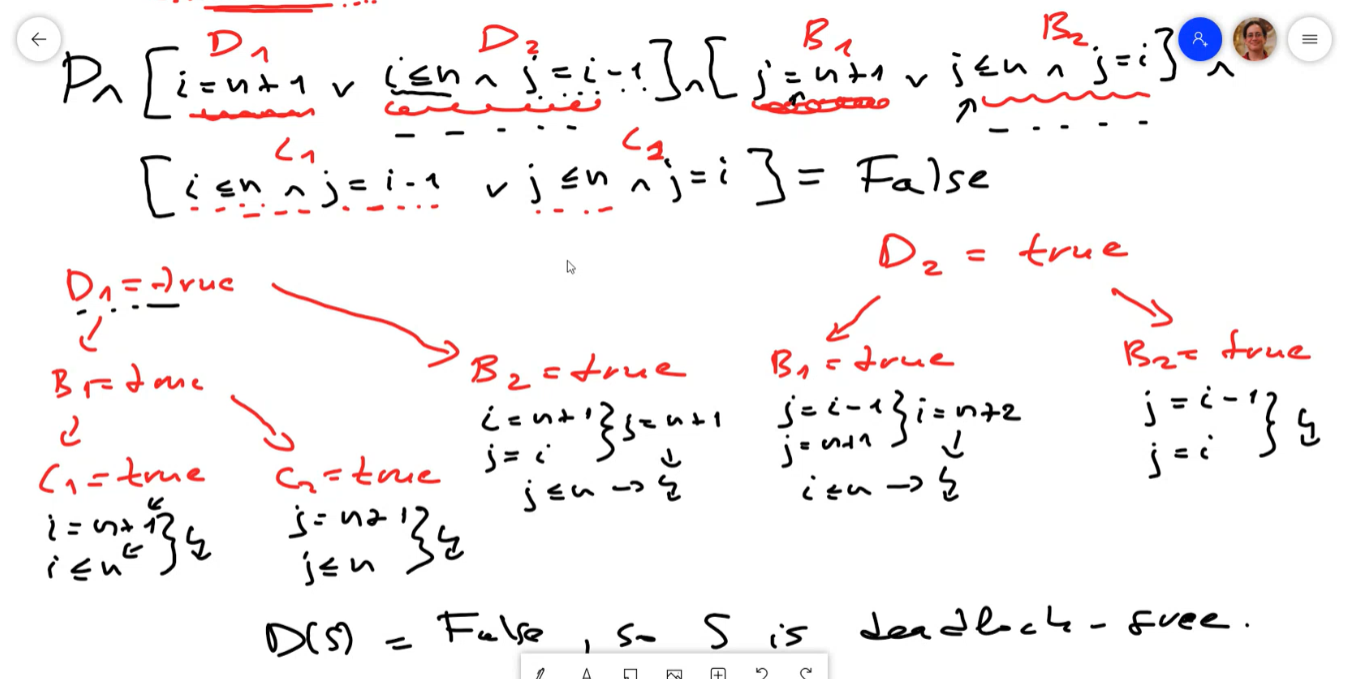 D₁ D₂ B₁ B₂
P ∧ [i = n+1 ∨ i ≤ n ∧ j = i-1] ∧ [j = n+1 ∨ j ≤ n ∧ j = i] ∧
C₁ C₂
[i ≤ n ∧ j = i-1 ∨ j ≤ n ∧ j = i] = False
D₁ = true
D₂ = true
B₁ = true
B₂ = true
B₁ = true
B₂ = true
i = n+1 } j = n+1
j = i
j ≤ n → ↯
j = i-1 } i = n+2
j = n+1
i ≤ n → ↯
j = i-1 } ↯
j = i
C₁ = true
C₂ = true
i = n+1 } ↯
i ≤ n
j = n+1 } ↯
j ≤ n
D(S) = False, so S is deadlock-free.